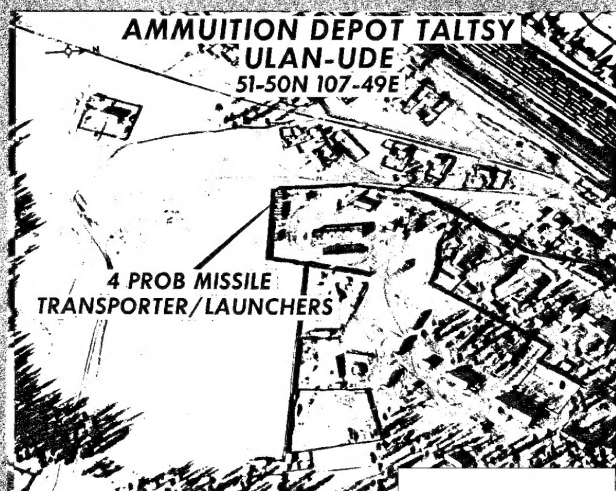 AMMUITION DEPOT TALTSY
ULAN-UDE
51-50N 107-49E
N
4 PROB MISSILE
TRANSPORTER/LAUNCHERS